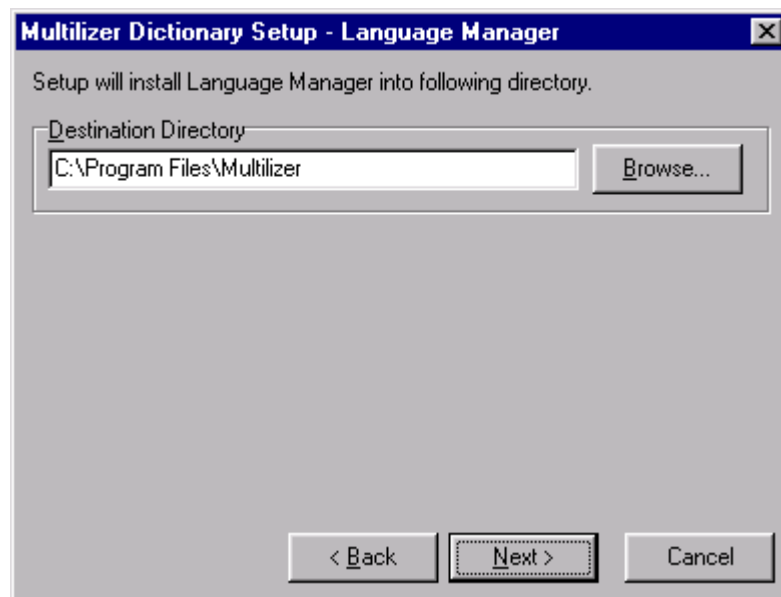 Multilizer Dictionary Setup - Language Manager
Setup will install Language Manager into following directory.
Destination Directory
C:\Program Files\Multilizer
Browse...
< Back
Next >
Cancel